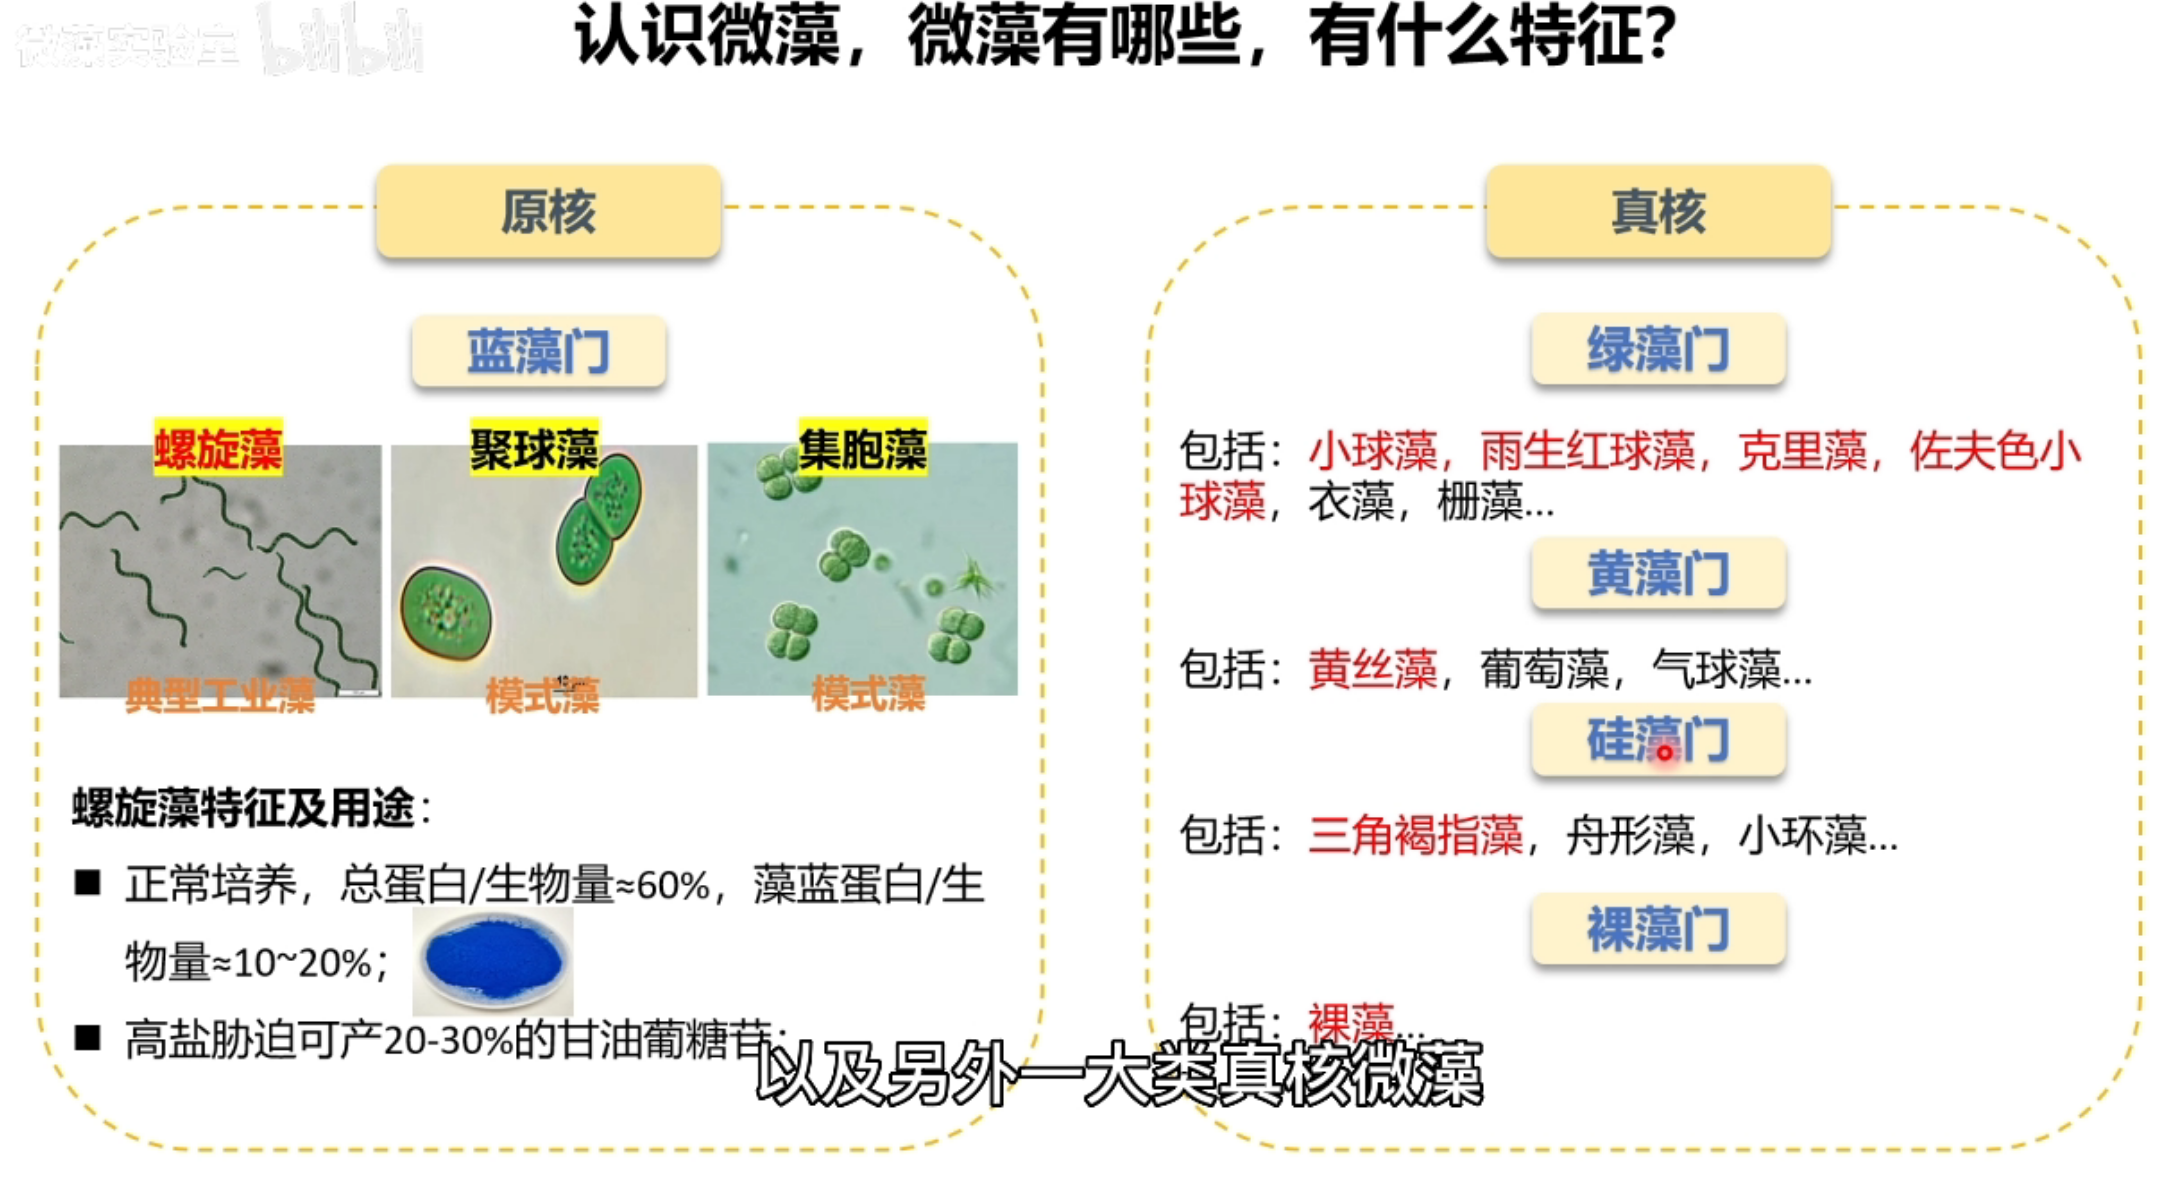 微藻实验室 bilibili
认识微藻，微藻有哪些，有什么特征？
原核
蓝藻门
螺旋藻
聚球藻
集胞藻
典型工业藻
模式藻
模式藻
螺旋藻特征及用途：
■ 正常培养，总蛋白/生物量≈60%，藻蓝蛋白/生
物量≈10~20%；
■ 高盐胁迫可产20-30%的甘油葡糖苷；
真核
绿藻门
包括：小球藻，雨生红球藻，克里藻，佐夫色小
球藻，衣藻，栅藻...
黄藻门
包括：黄丝藻，葡萄藻，气球藻...
硅藻门
包括：三角褐指藻，舟形藻，小环藻...
裸藻门
包括：裸藻...
以及另外一大类真核微藻